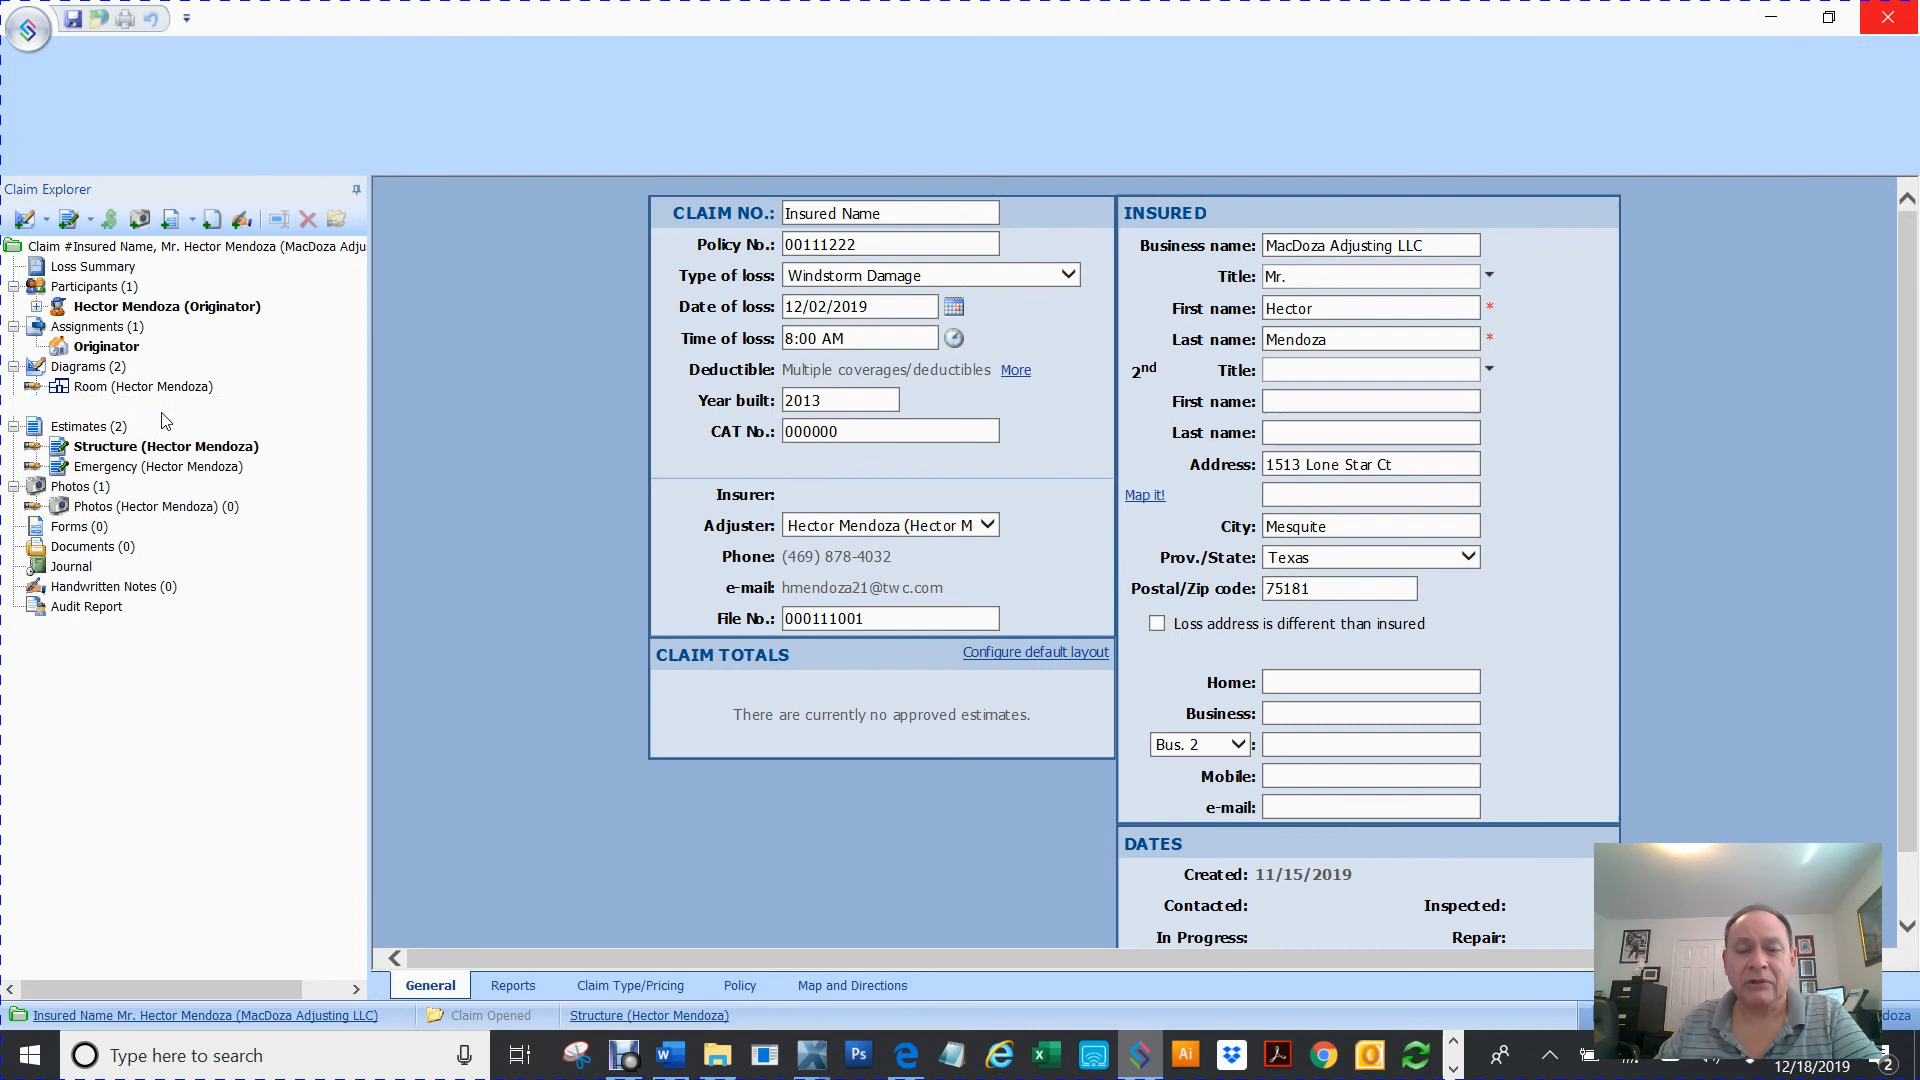 Claim Explorer
Claim #Insured Name, Mr. Hector Mendoza (MacDoza Adju
Loss Summary
Participants (1)
Hector Mendoza (Originator)
Assignments (1)
Originator
Diagrams (2)
Room (Hector Mendoza)
Estimates (2)
Structure (Hector Mendoza)
Emergency (Hector Mendoza)
Photos (1)
Photos (Hector Mendoza) (0)
Forms (0)
Documents (0)
Journal
Handwritten Notes (0)
Audit Report
CLAIM NO.: Insured Name
Policy No.: 00111222
Type of loss: Windstorm Damage
Date of loss: 12/02/2019
Time of loss: 8:00 AM
Deductible: Multiple coverages/deductibles More
Year built: 2013
CAT No.: 000000
Insurer:
Adjuster: Hector Mendoza (Hector M
Phone: (469) 878-4032
e-mail: hmendoza21@twc.com
File No.: 000111001
CLAIM TOTALS Configure default layout
There are currently no approved estimates.
INSURED
Business name: MacDoza Adjusting LLC
Title: Mr.
First name: Hector *
Last name: Mendoza *
2nd Title:
First name:
Last name:
Address: 1513 Lone Star Ct
Map it!
City: Mesquite
Prov./State: Texas
Postal/Zip code: 75181
Loss address is different than insured
Home:
Business:
Bus. 2 :
Mobile:
e-mail:
DATES
Created: 11/15/2019
Contacted: Inspected:
In Progress: Repair:
General Reports Claim Type/Pricing Policy Map and Directions
Insured Name Mr. Hector Mendoza (MacDoza Adjusting LLC) Claim Opened Structure (Hector Mendoza) doza
Type here to search
Ps
Ai
12/18/2019
2